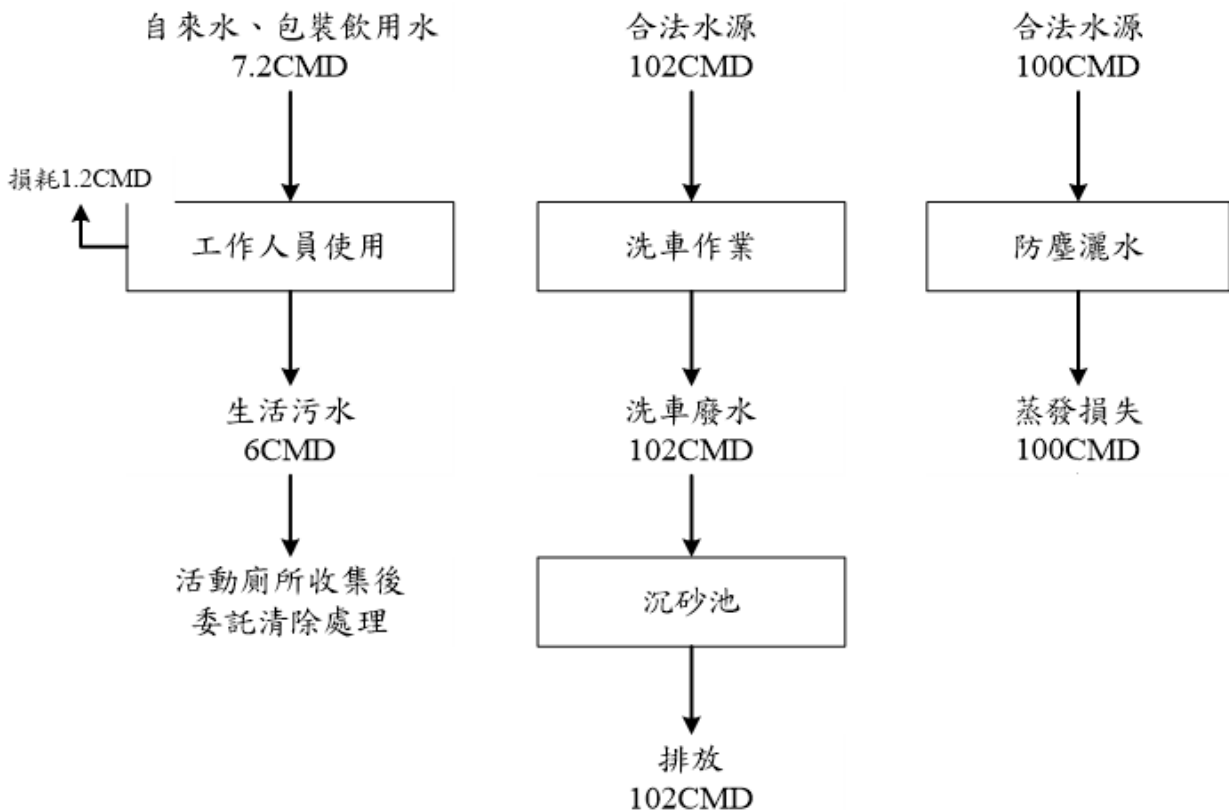 自來水、包裝飲用水
7.2CMD
損耗1.2CMD
工作人員使用
生活污水
6CMD
活動廁所收集後
委託清除處理
合法水源
102CMD
洗車作業
洗車廢水
102CMD
沉砂池
排放
102CMD
合法水源
100CMD
防塵灑水
蒸發損失
100CMD